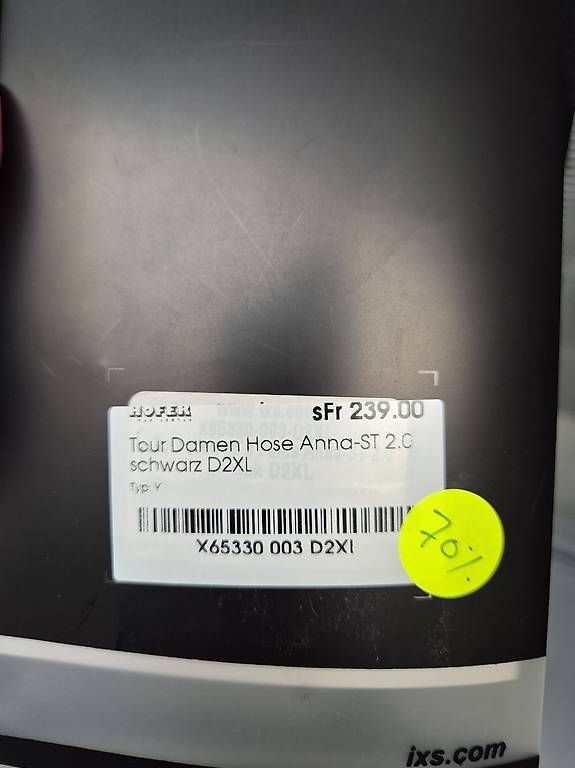 HOFER
sFr 239.00
Tour Damen Hose Anna-ST 2.0
schwarz D2XL
Typ: Y
X65330 003 D2Xl
70%
ixs.com